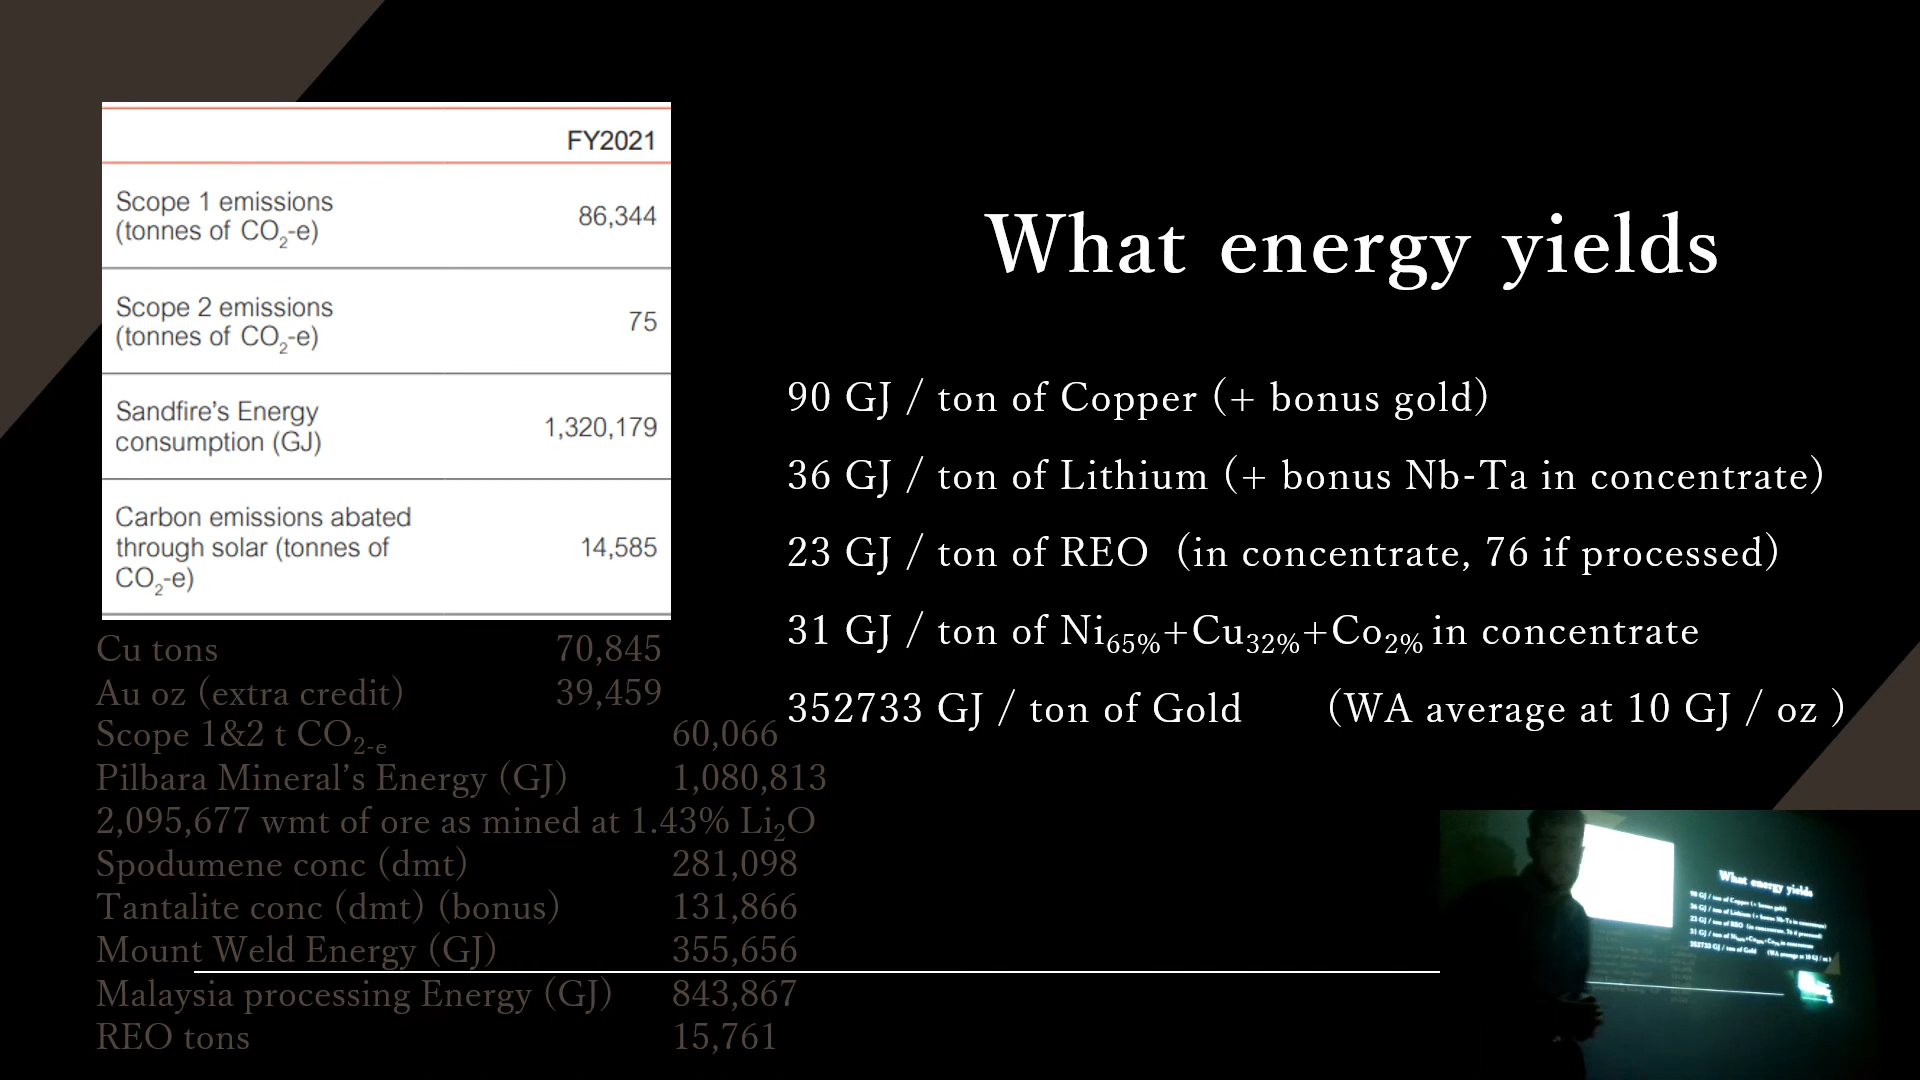 FY2021
Scope 1 emissions
(tonnes of CO₂-e)
86,344
Scope 2 emissions
(tonnes of CO₂-e)
75
Sandfire's Energy
consumption (GJ)
1,320,179
Carbon emissions abated
through solar (tonnes of
CO₂-e)
14,585
Cu tons 70,845
Au oz (extra credit) 39,459
Scope 1&2 t CO₂₋e 60,066
Pilbara Mineral's Energy (GJ) 1,080,813
2,095,677 wmt of ore as mined at 1.43% Li₂O
Spodumene conc (dmt) 281,098
Tantalite conc (dmt) (bonus) 131,866
Mount Weld Energy (GJ) 355,656
Malaysia processing Energy (GJ) 843,867
REO tons 15,761
What energy yields
90 GJ / ton of Copper (+ bonus gold)
36 GJ / ton of Lithium (+ bonus Nb-Ta in concentrate)
23 GJ / ton of REO (in concentrate, 76 if processed)
31 GJ / ton of Ni65%+Cu32%+Co2% in concentrate
352733 GJ / ton of Gold (WA average at 10 GJ / oz )
What energy yields